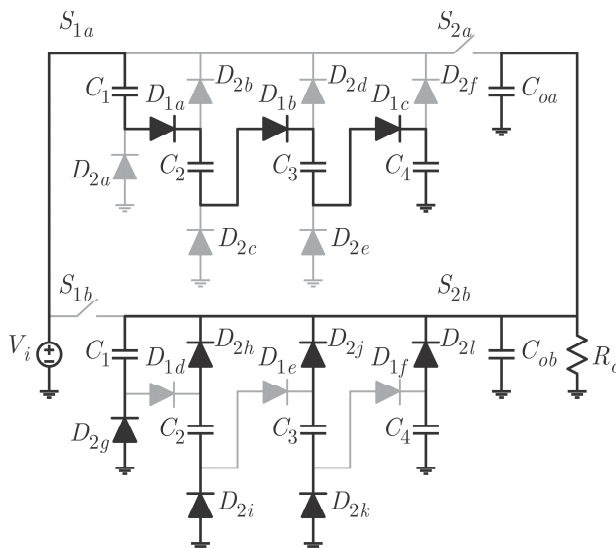 S1a S2a
C1 D1a D2b D1b D2d D1c D2f Coa
D2a C2 C3 C4
D2c D2e
S1b S2b
Vi C1 D1d D2h D1e D2j D1f D2l Cob Ro
D2g C2 C3 C4
D2i D2k